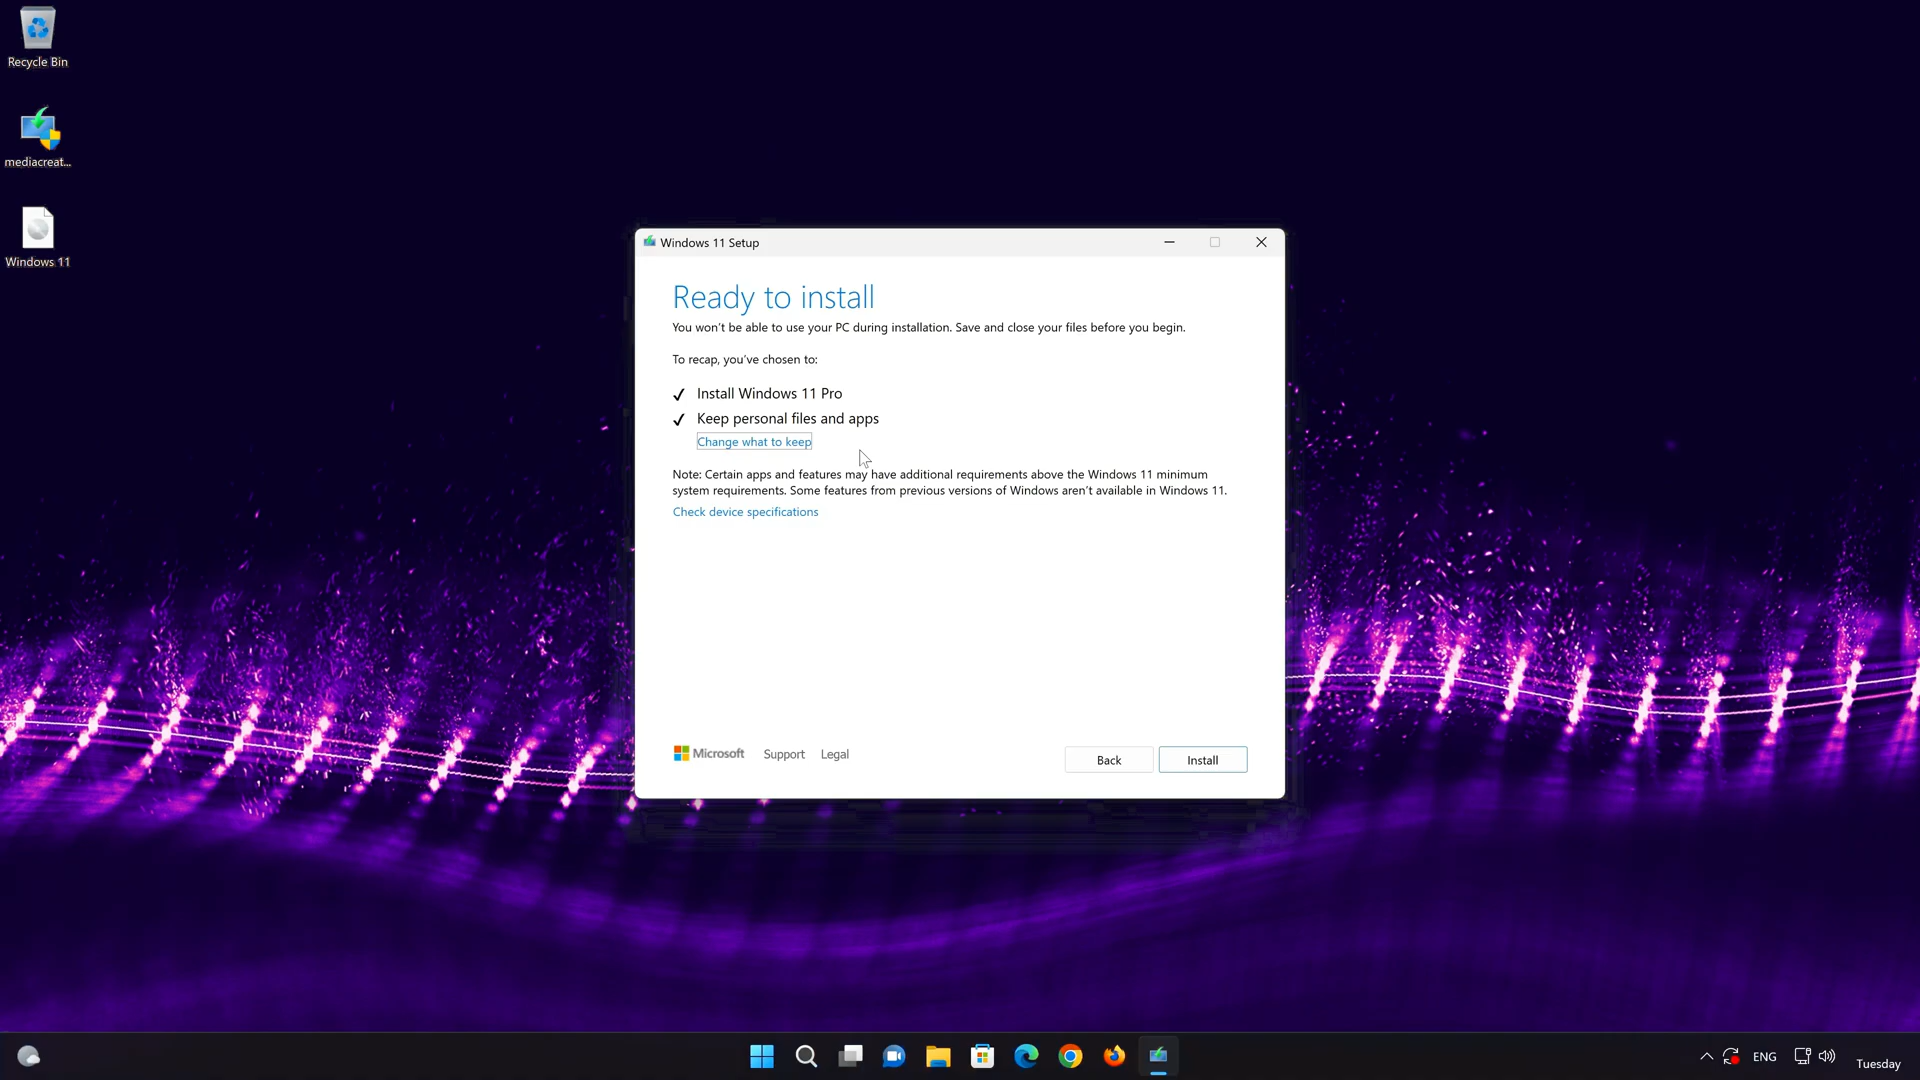 Recycle Bin
mediacreat...
Windows 11
Windows 11 Setup
Ready to install
You won't be able to use your PC during installation. Save and close your files before you begin.
To recap, you've chosen to:
Install Windows 11 Pro
Keep personal files and apps
Change what to keep
Note: Certain apps and features may have additional requirements above the Windows 11 minimum
system requirements. Some features from previous versions of Windows aren't available in Windows 11.
Check device specifications
Microsoft Support Legal
Back Install
ENG
Tuesday